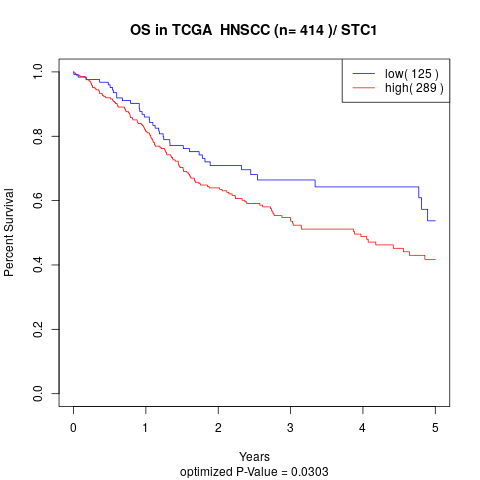 OS in TCGA HNSCC (n= 414 )/ STC1
low( 125 )
high( 289 )
Percent Survival
1.0
0.8
0.6
0.4
0.2
0.0
0 1 2 3 4 5
Years
optimized P-Value = 0.0303